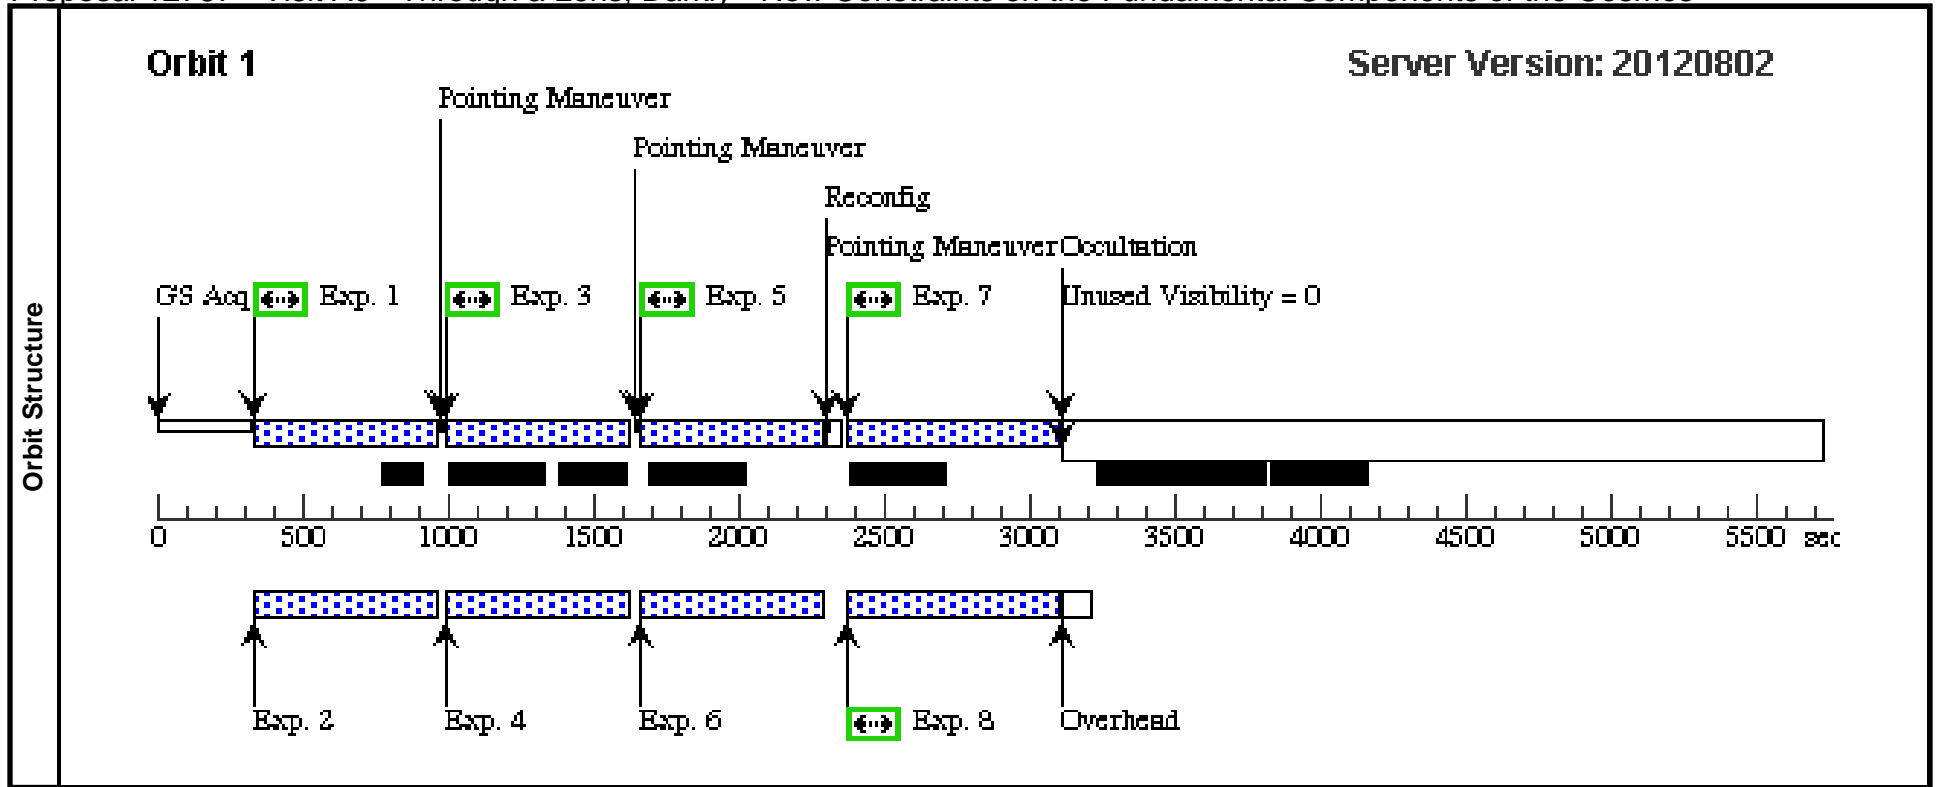 Orbit 1
Server Version: 20120802
Pointing Maneuver
Pointing Maneuver
Reconfig
Pointing Maneuver Occultation
GS Acq Exp. 1 Exp. 3 Exp. 5 Exp. 7 Unused Visibility = 0
Orbit Structure
0 500 1000 1500 2000 2500 3000 3500 4000 4500 5000 5500 sec
Exp. 2 Exp. 4 Exp. 6 Exp. 8 Overhead